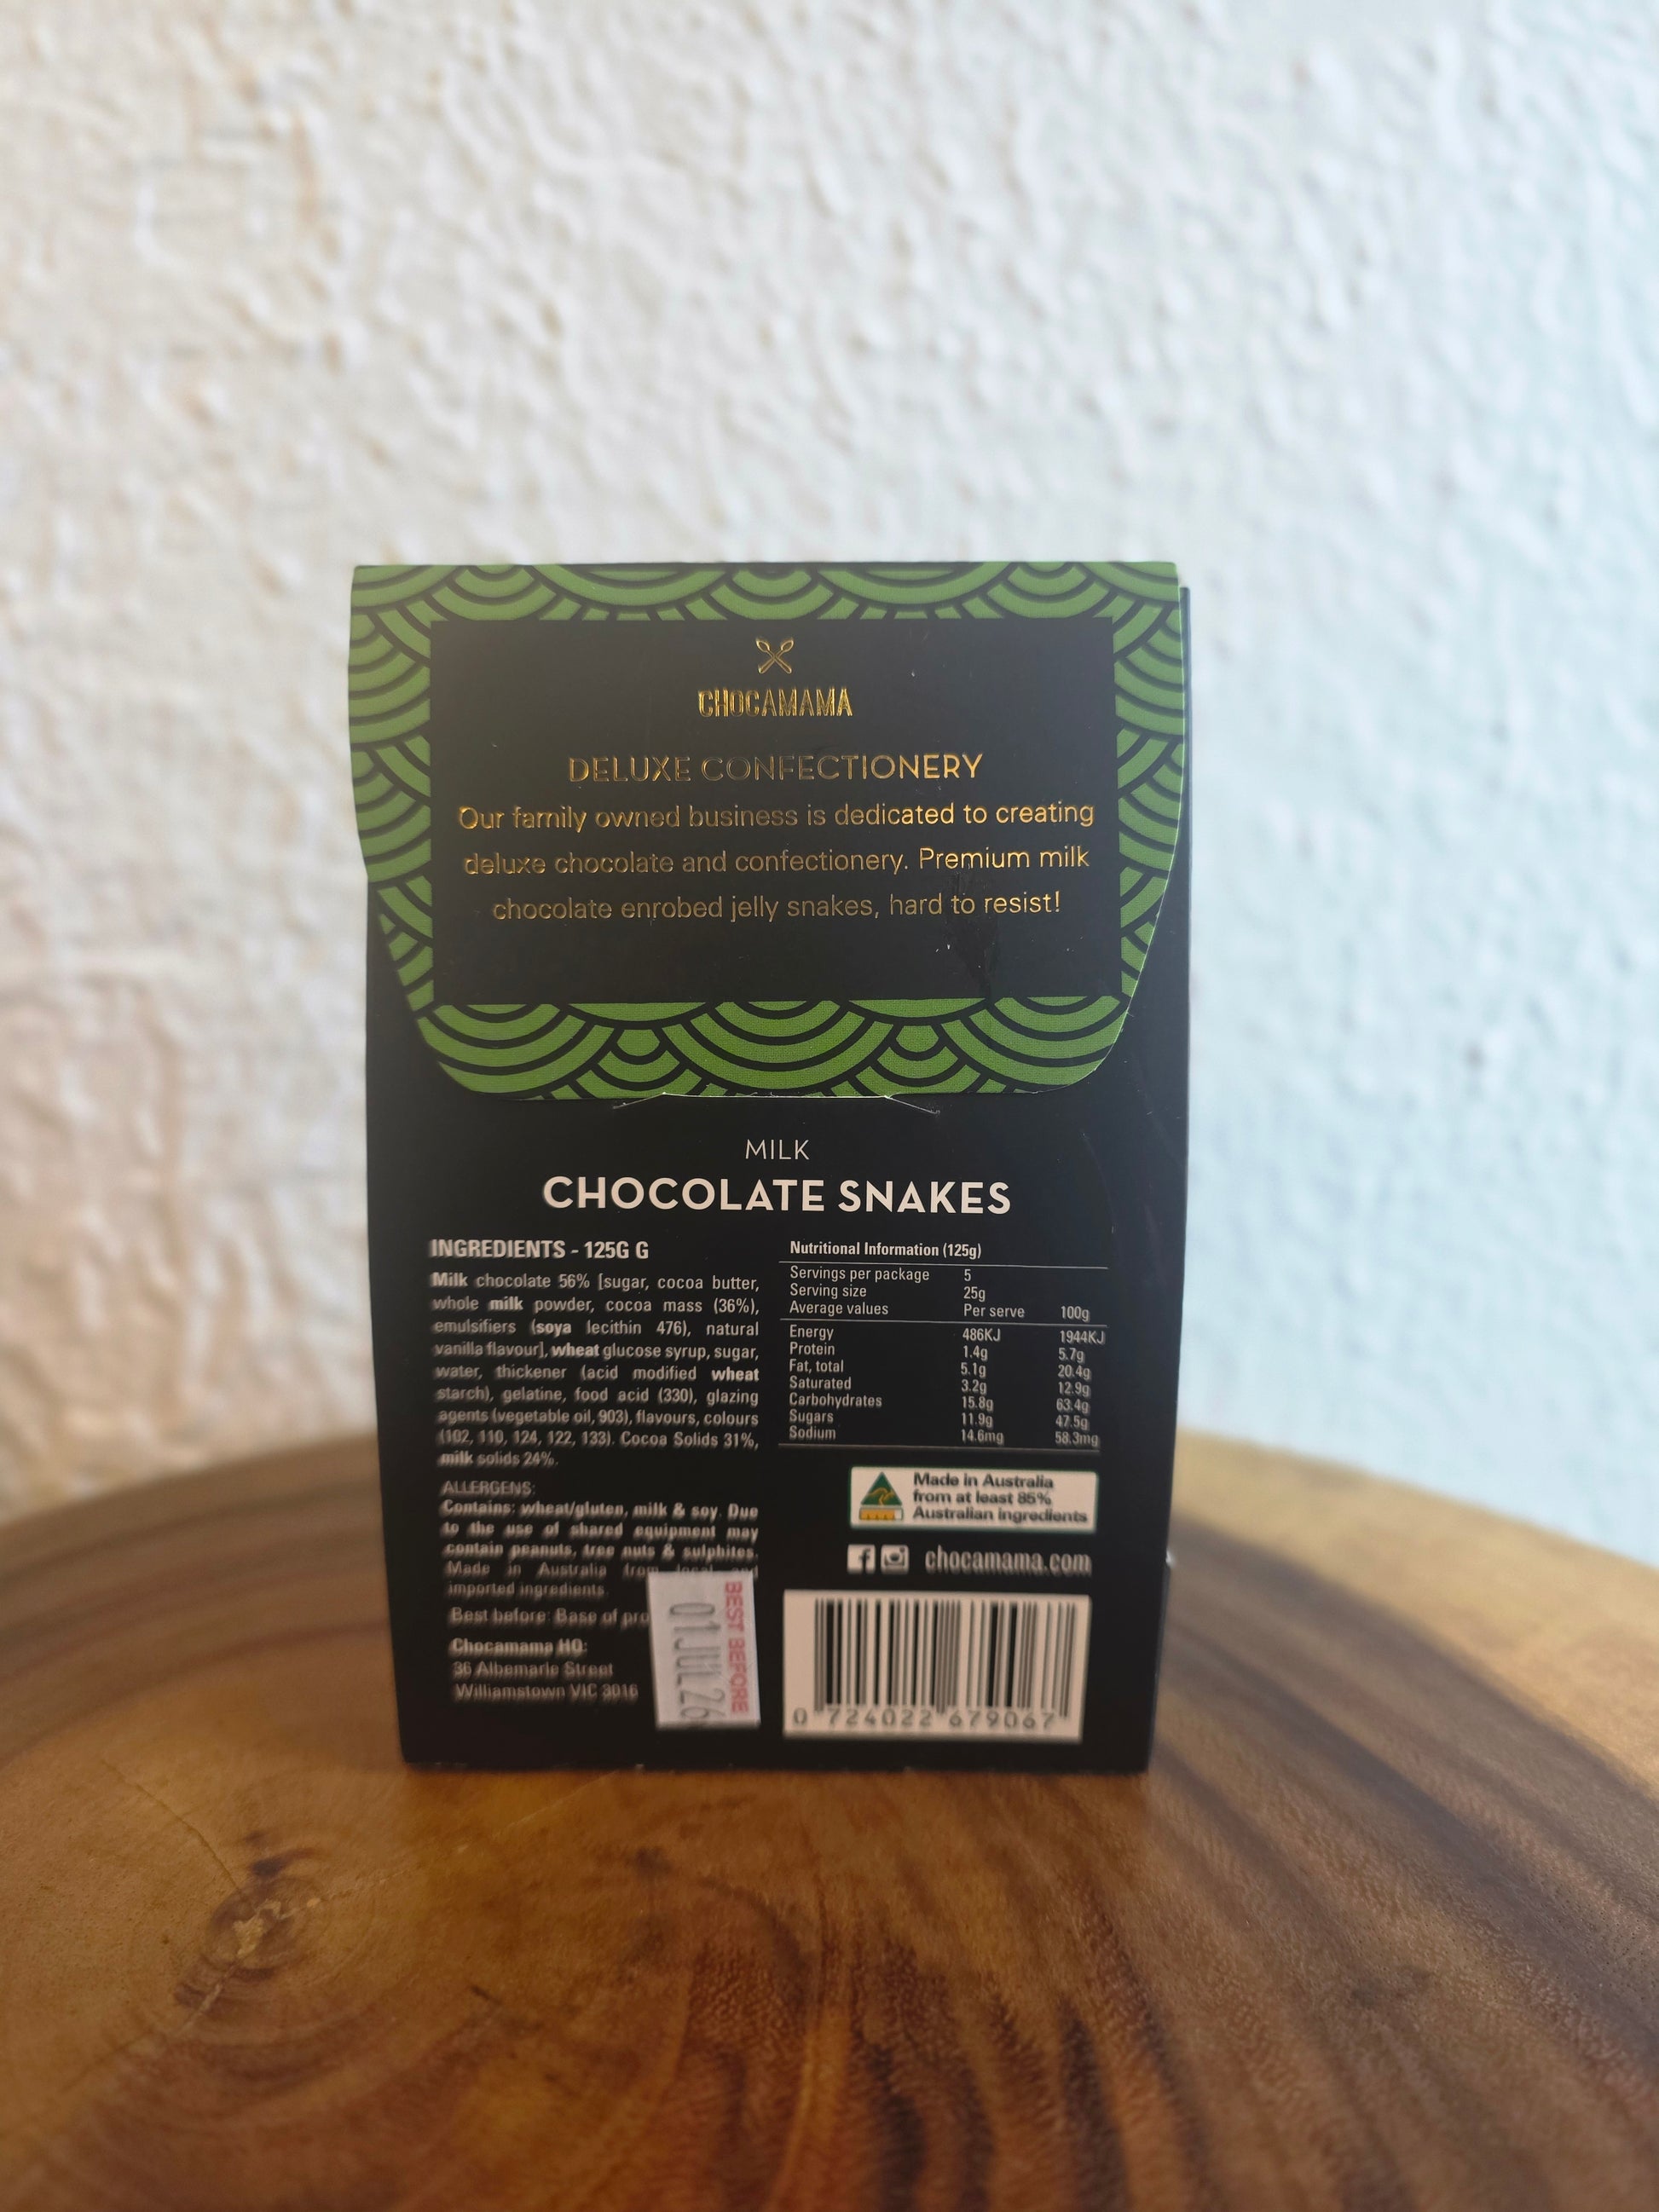 CHOCAMAMA
DELUXE CONFECTIONERY
Our family owned business is dedicated to creating
deluxe chocolate and confectionery. Premium milk
chocolate enrobed jelly snakes, hard to resist!
MILK
CHOCOLATE SNAKES
INGREDIENTS - 125G G
Milk chocolate 56% [sugar, cocoa butter,
whole milk powder, cocoa mass (36%),
emulsifiers (soya lecithin 476), natural
vanilla flavour], wheat glucose syrup, sugar,
water, thickener (acid modified wheat
starch), gelatine, food acid (330), glazing
agents (vegetable oil, 903), flavours, colours
(102, 110, 124, 122, 133). Cocoa Solids 31%,
milk solids 24%.
ALLERGENS:
Contains: wheat/gluten, milk & soy. Due
to the use of shared equipment may
contain peanuts, tree nuts & sulphites.
Made in Australia from local and
imported ingredients.
Best before: Base of pro
Chocamama HQ:
36 Albemarle Street
Williamstown VIC 3016
BEST BEFORE
01JUL26
Nutritional Information (125g)
Servings per package 5
Serving size 25g
Average values Per serve 100g
Energy 486KJ 1944KJ
Protein 1.4g 5.7g
Fat, total 5.1g 20.4g
Saturated 3.2g 12.9g
Carbohydrates 15.8g 63.4g
Sugars 11.9g 47.5g
Sodium 14.6mg 58.3mg
Made in Australia
from at least 85%
Australian ingredients
chocamama.com
0 724022 679067